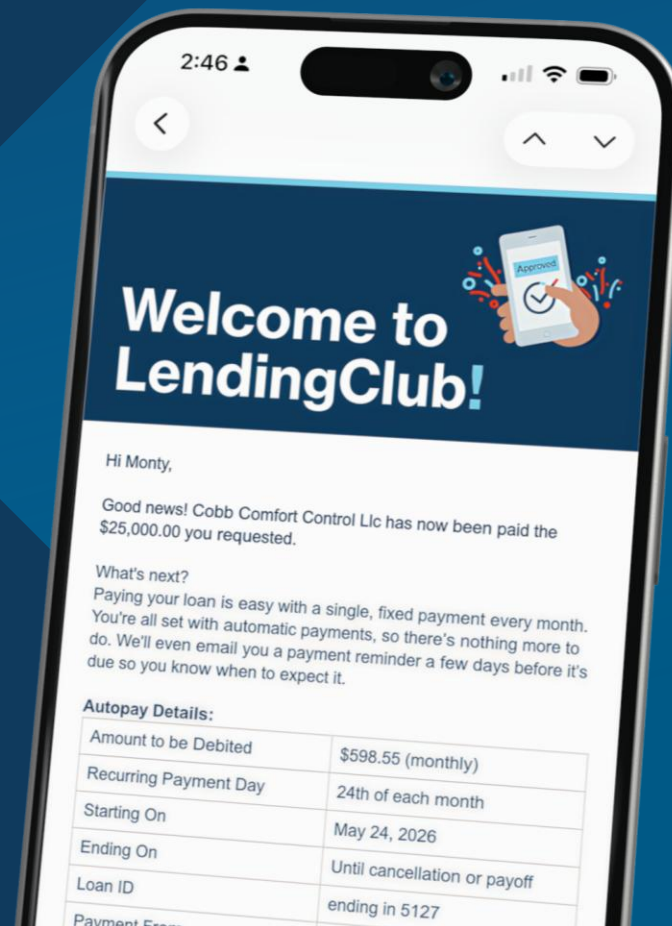 2:46
Approved
Welcome to
LendingClub!
Hi Monty,
Good news! Cobb Comfort Control Llc has now been paid the
$25,000.00 you requested.
What's next?
Paying your loan is easy with a single, fixed payment every month.
You're all set with automatic payments, so there's nothing more to
do. We'll even email you a payment reminder a few days before it's
due so you know when to expect it.
Autopay Details:
Amount to be Debited $598.55 (monthly)
Recurring Payment Day 24th of each month
Starting On May 24, 2026
Ending On Until cancellation or payoff
Loan ID ending in 5127
Payment From